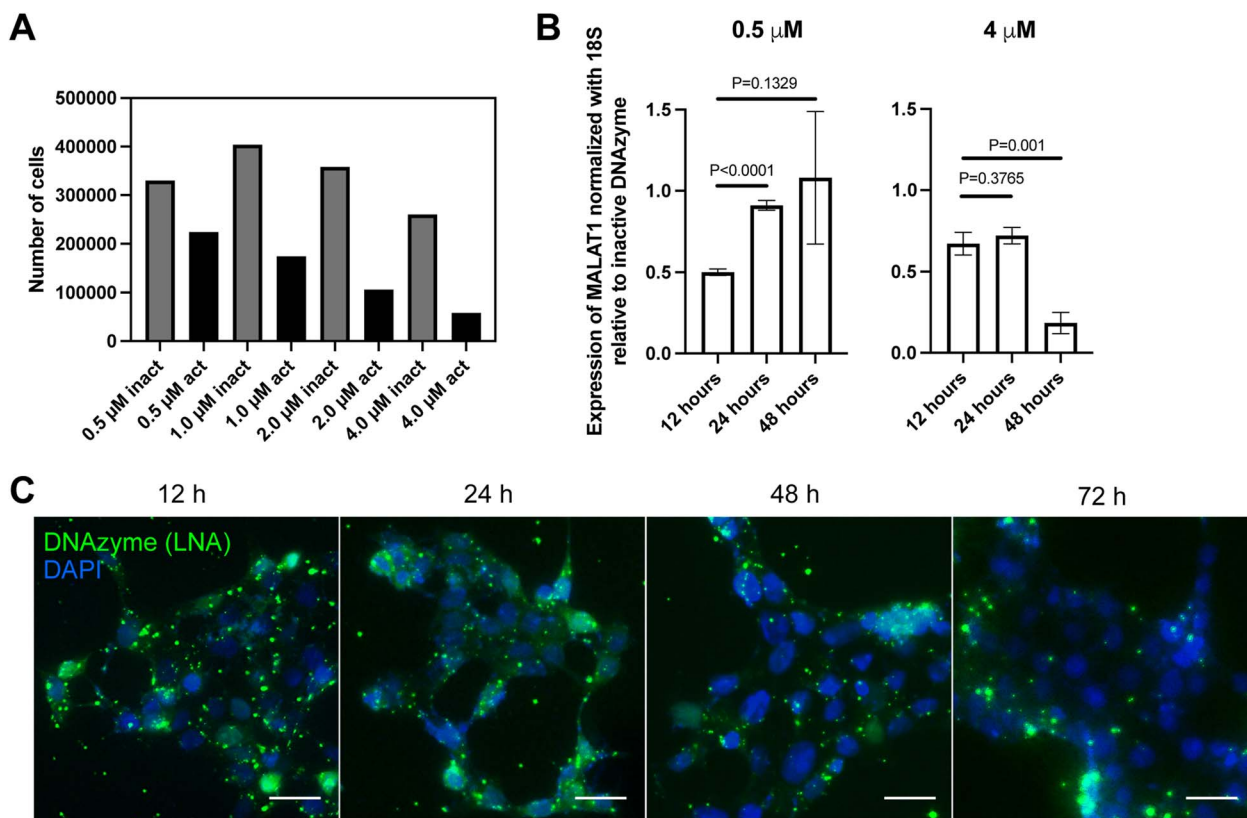 A
Number of cells
500000
400000
300000
200000
100000
0
0.5 μM inact
0.5 μM act
1.0 μM inact
1.0 μM act
2.0 μM inact
2.0 μM act
4.0 μM inact
4.0 μM act
B
Expression of MALAT1 normalized with 18S
relative to inactive DNAzyme
0.5 μM
P=0.1329
P<0.0001
1.5
1.0
0.5
0.0
12 hours
24 hours
48 hours
4 μM
P=0.001
P=0.3765
1.5
1.0
0.5
0.0
12 hours
24 hours
48 hours
C
12 h
24 h
48 h
72 h
DNAzyme (LNA)
DAPI